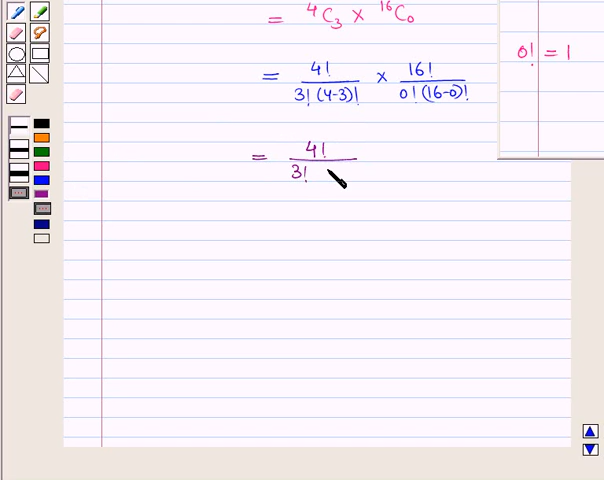 = ⁴C₃ × ¹⁶C₀
0! = 1
= 4!/3!(4-3)! × 16!/0!(16-0)!
= 4!/3!